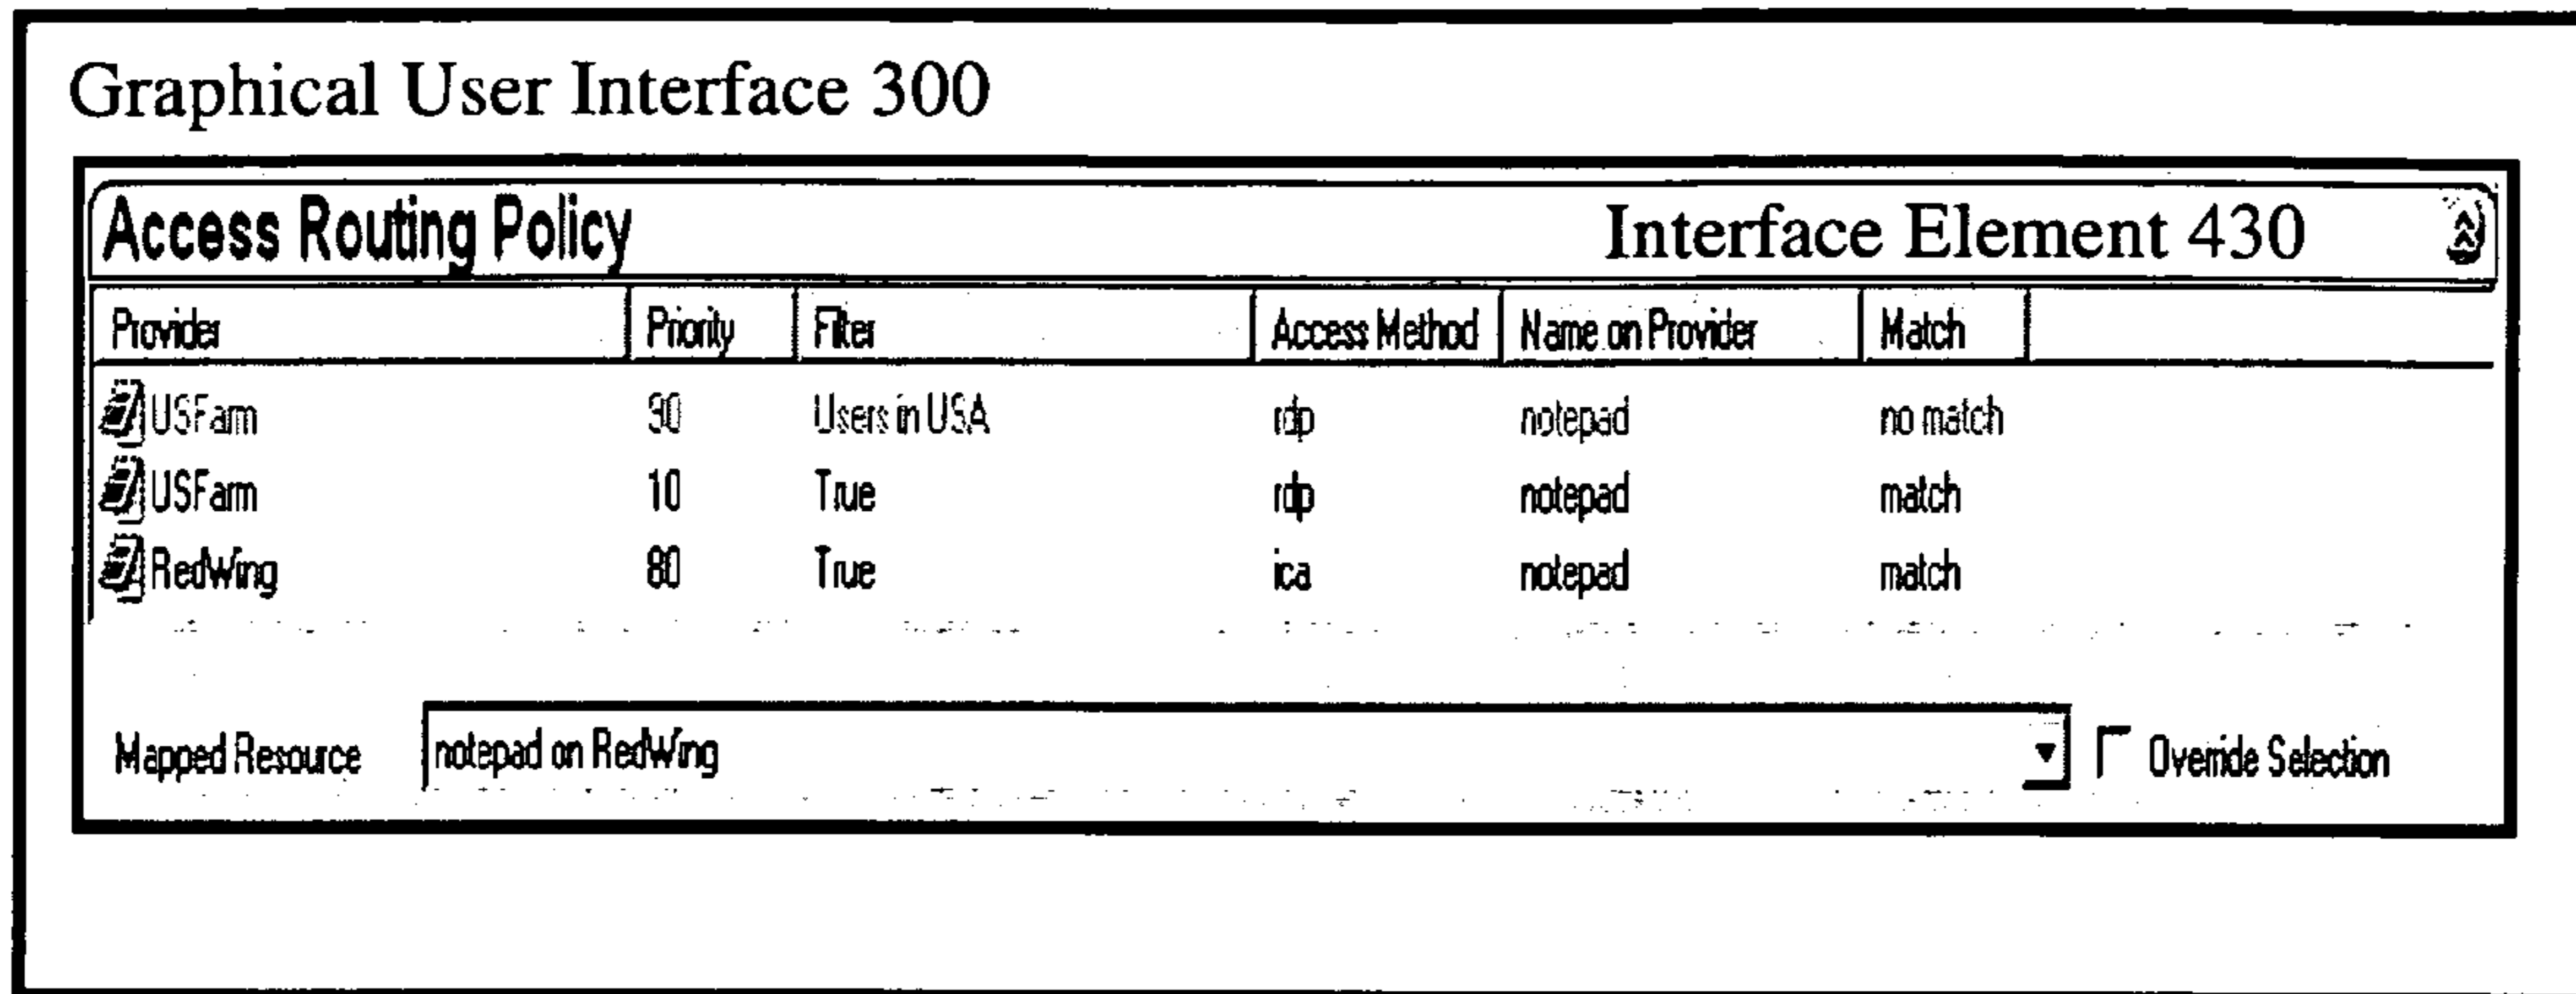 Graphical User Interface 300
Access Routing Policy Interface Element 430
Provider Priority Filter Access Method Name on Provider Match
USFarm 90 Users in USA rdp notepad no match
USFarm 10 True rdp notepad match
RedWing 80 True ica notepad match
Mapped Resource notepad on RedWing Override Selection